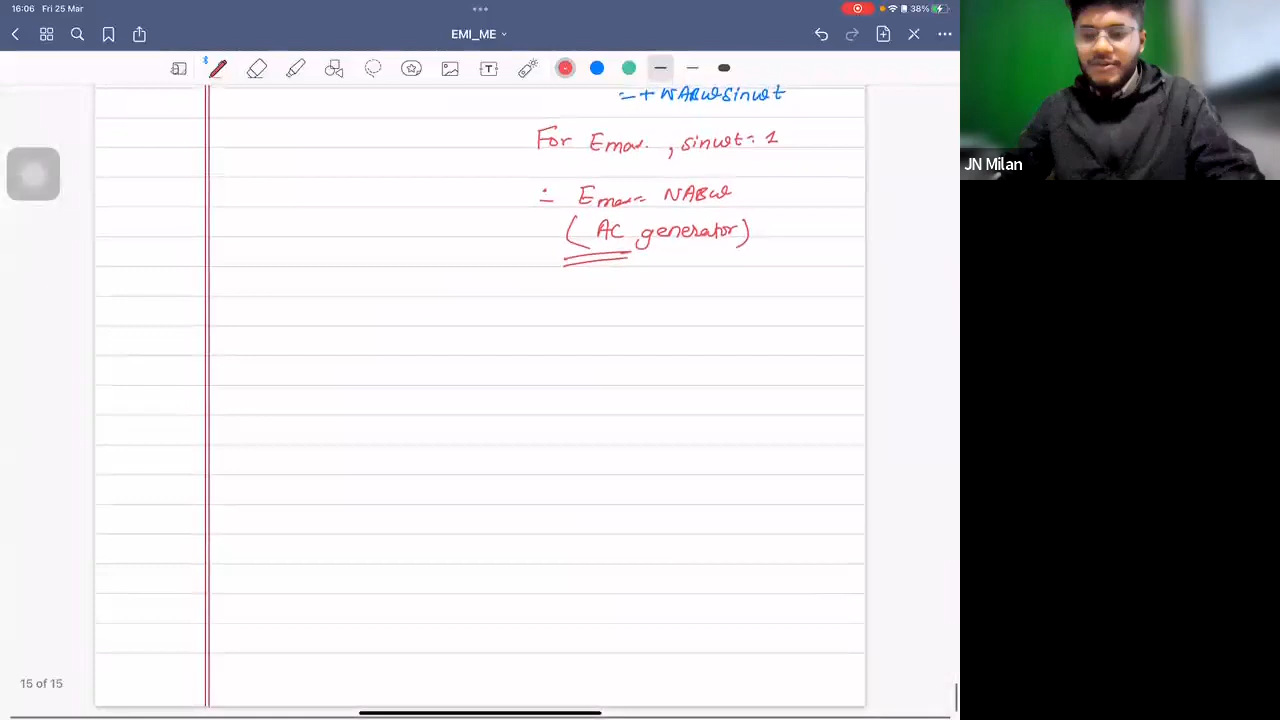 16:06 Fri 25 Mar
38%
EMI_ME
= + NABω sinωt
For Emax. , sinωt = 1
∴ Emax = NABω
(AC generator)
15 of 15
JN Milan